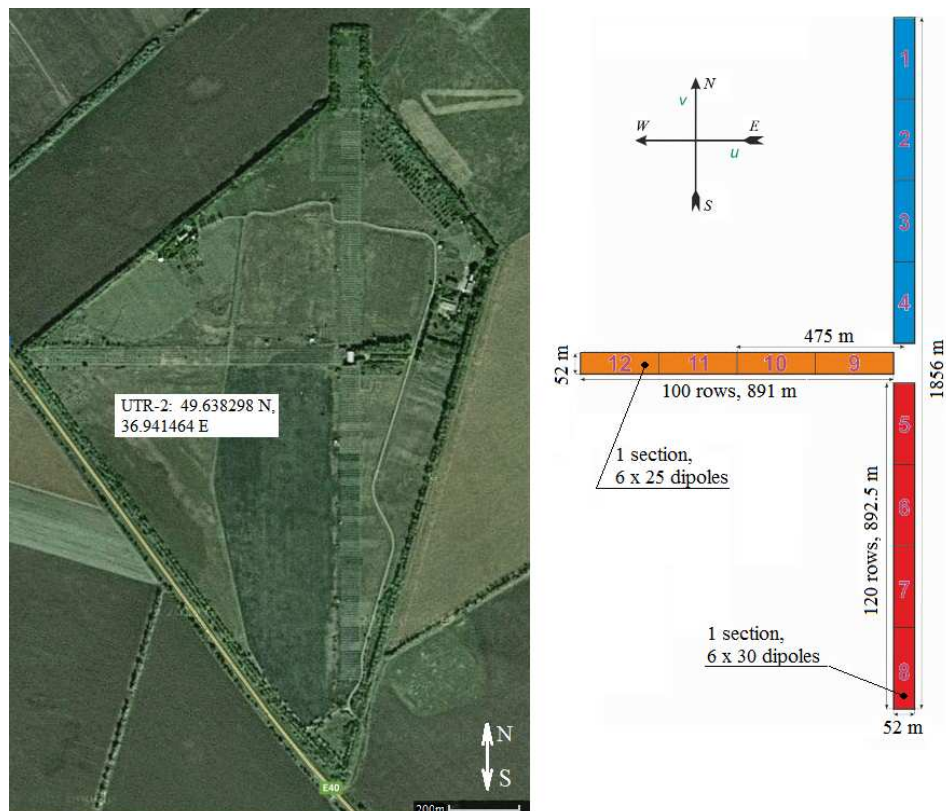 UTR-2: 49.638298 N,
36.941464 E
N
S
E40
200m
N
v
W
E
u
S
1
2
3
4
475 m
1856 m
52 m
12
11
10
9
100 rows, 891 m
5
1 section,
6 x 25 dipoles
6
120 rows, 892.5 m
7
1 section,
6 x 30 dipoles
8
52 m